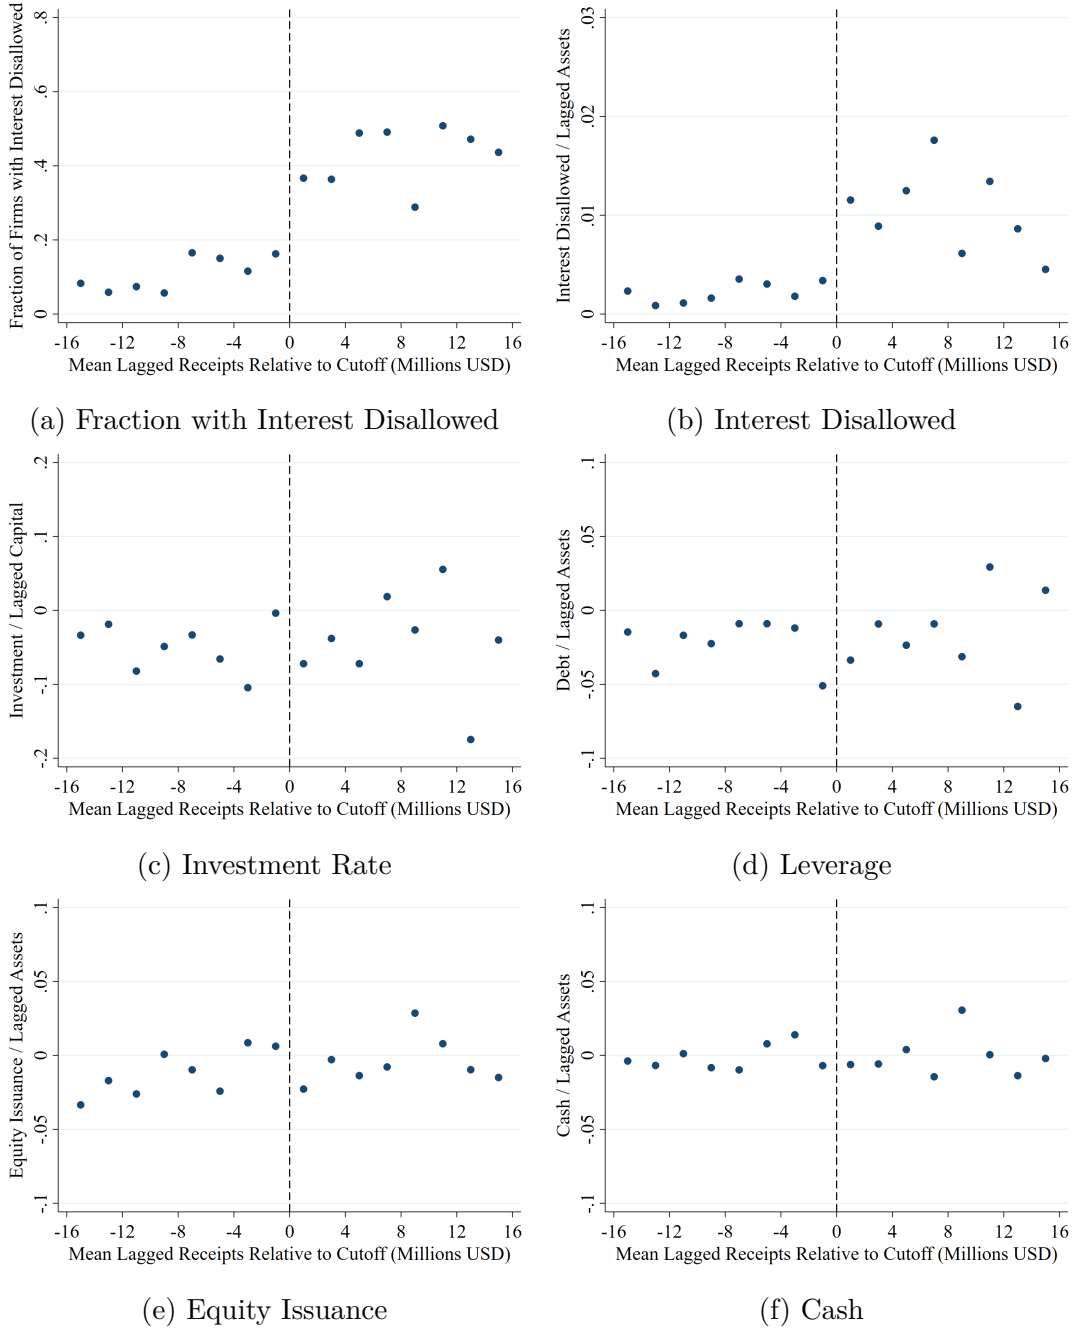 Fraction of Firms with Interest Disallowed
.8
.6
.4
.2
0
-16 -12 -8 -4 0 4 8 12 16
Mean Lagged Receipts Relative to Cutoff (Millions USD)
(a) Fraction with Interest Disallowed
Interest Disallowed / Lagged Assets
.03
.02
.01
0
-16 -12 -8 -4 0 4 8 12 16
Mean Lagged Receipts Relative to Cutoff (Millions USD)
(b) Interest Disallowed
Investment / Lagged Capital
.2
.1
0
-.1
-.2
-16 -12 -8 -4 0 4 8 12 16
Mean Lagged Receipts Relative to Cutoff (Millions USD)
(c) Investment Rate
Debt / Lagged Assets
.1
.05
0
-.05
-.1
-16 -12 -8 -4 0 4 8 12 16
Mean Lagged Receipts Relative to Cutoff (Millions USD)
(d) Leverage
Equity Issuance / Lagged Assets
.1
.05
0
-.05
-.1
-16 -12 -8 -4 0 4 8 12 16
Mean Lagged Receipts Relative to Cutoff (Millions USD)
(e) Equity Issuance
Cash / Lagged Assets
.1
.05
0
-.05
-.1
-16 -12 -8 -4 0 4 8 12 16
Mean Lagged Receipts Relative to Cutoff (Millions USD)
(f) Cash